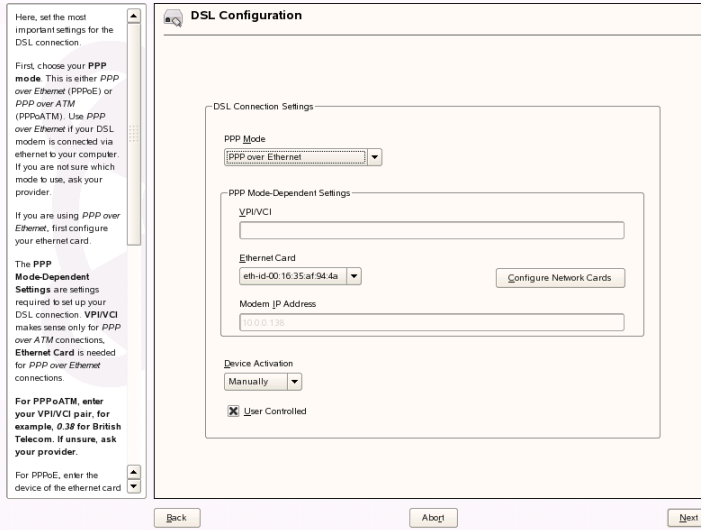 Here, set the most
important settings for the
DSL connection.
First, choose your PPP
mode. This is either PPP
over Ethernet (PPPoE) or
PPP over ATM
(PPPoATM). Use PPP
over Ethernet if your DSL
modem is connected via
ethernet to your computer.
If you are not sure which
mode to use, ask your
provider.
If you are using PPP over
Ethernet, first configure
your ethernet card.
The PPP
Mode-Dependent
Settings are settings
required to set up your
DSL connection. VPI/VCI
makes sense only for PPP
over ATM connections,
Ethernet Card is needed
for PPP over Ethernet
connections.
For PPPoATM, enter
your VPI/VCI pair, for
example, 0.38 for British
Telecom. If unsure, ask
your provider.
For PPPoE, enter the
device of the ethernet card
DSL Configuration
DSL Connection Settings
PPP Mode
PPP over Ethernet
PPP Mode-Dependent Settings
VPI/VCI
Ethernet Card
eth-id-00:16:35:af:94:4a
Configure Network Cards
Modem IP Address
10.0.0.138
Device Activation
Manually
User Controlled
Back
Abort
Next